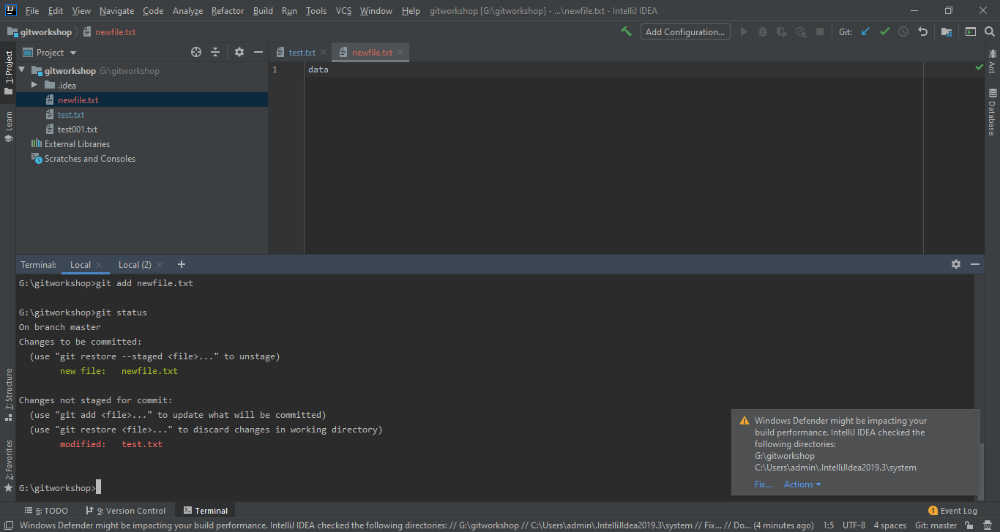 File Edit View Navigate Code Analyze Refactor Build Run Tools VCS Window Help gitworkshop [G:\gitworkshop] - ...\newfile.txt - IntelliJ IDEA
gitworkshop newfile.txt Add Configuration... Git:
Project test.txt newfile.txt
1: Project
Learn
7: Structure
2: Favorites
gitworkshop G:\gitworkshop
.idea
newfile.txt
test.txt
test001.txt
External Libraries
Scratches and Consoles
1 data
Ant
Database
Terminal: Local Local (2) +
G:\gitworkshop>git add newfile.txt
G:\gitworkshop>git status
On branch master
Changes to be committed:
(use "git restore --staged <file>..." to unstage)
new file: newfile.txt
Changes not staged for commit:
(use "git add <file>..." to update what will be committed)
(use "git restore <file>..." to discard changes in working directory)
modified: test.txt
G:\gitworkshop>
Windows Defender might be impacting your
build performance. IntelliJ IDEA checked the
following directories:
G:\gitworkshop
C:\Users\admin\.IntelliJIdea2019.3\system
Fix... Actions
6: TODO 9: Version Control Terminal 1 Event Log
Windows Defender might be impacting your build performance. IntelliJ IDEA checked the following directories: // G:\gitworkshop // C:\Users\admin\.IntelliJIdea2019.3\system // Fix... // Do... (4 minutes ago) 1:5 UTF-8 4 spaces Git: master